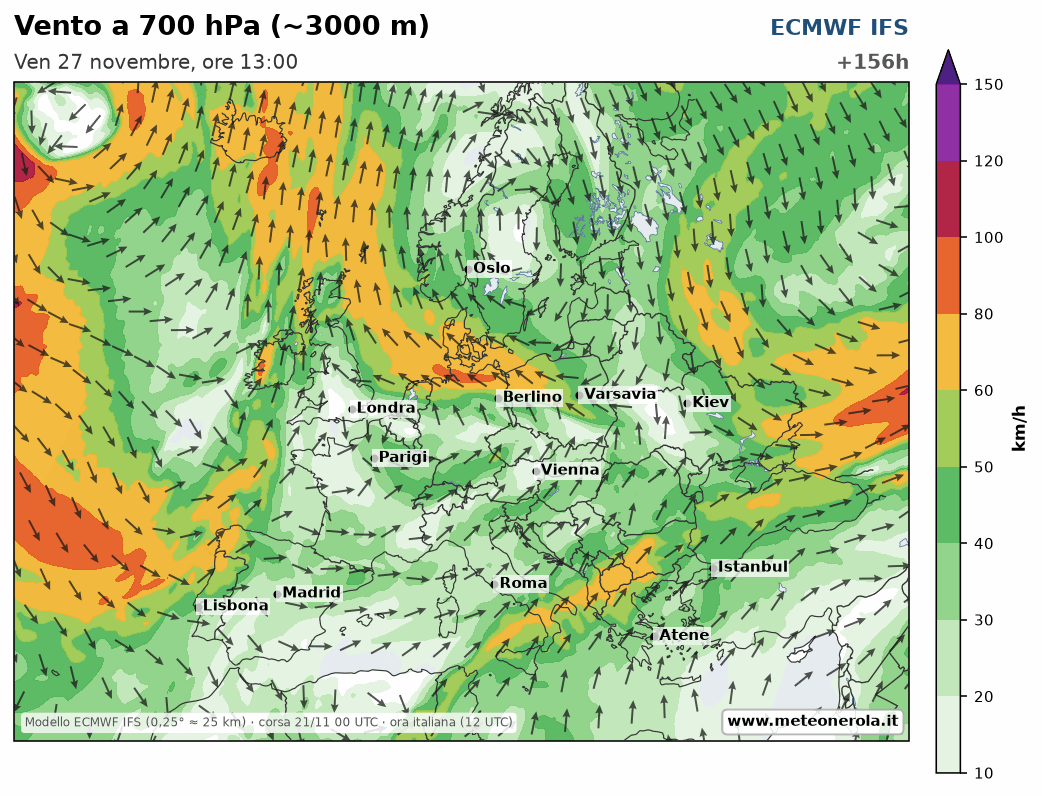 Vento a 700 hPa (~3000 m)
ECMWF IFS
Ven 27 novembre, ore 13:00
+156h
150
120
100
80
60
50
40
30
20
10
km/h
Oslo
Londra
Berlino
Varsavia
Kiev
Parigi
Vienna
Istanbul
Roma
Madrid
Lisbona
Atene
Modello ECMWF IFS (0,25° ≈ 25 km) · corsa 21/11 00 UTC · ora italiana (12 UTC)
www.meteonerola.it